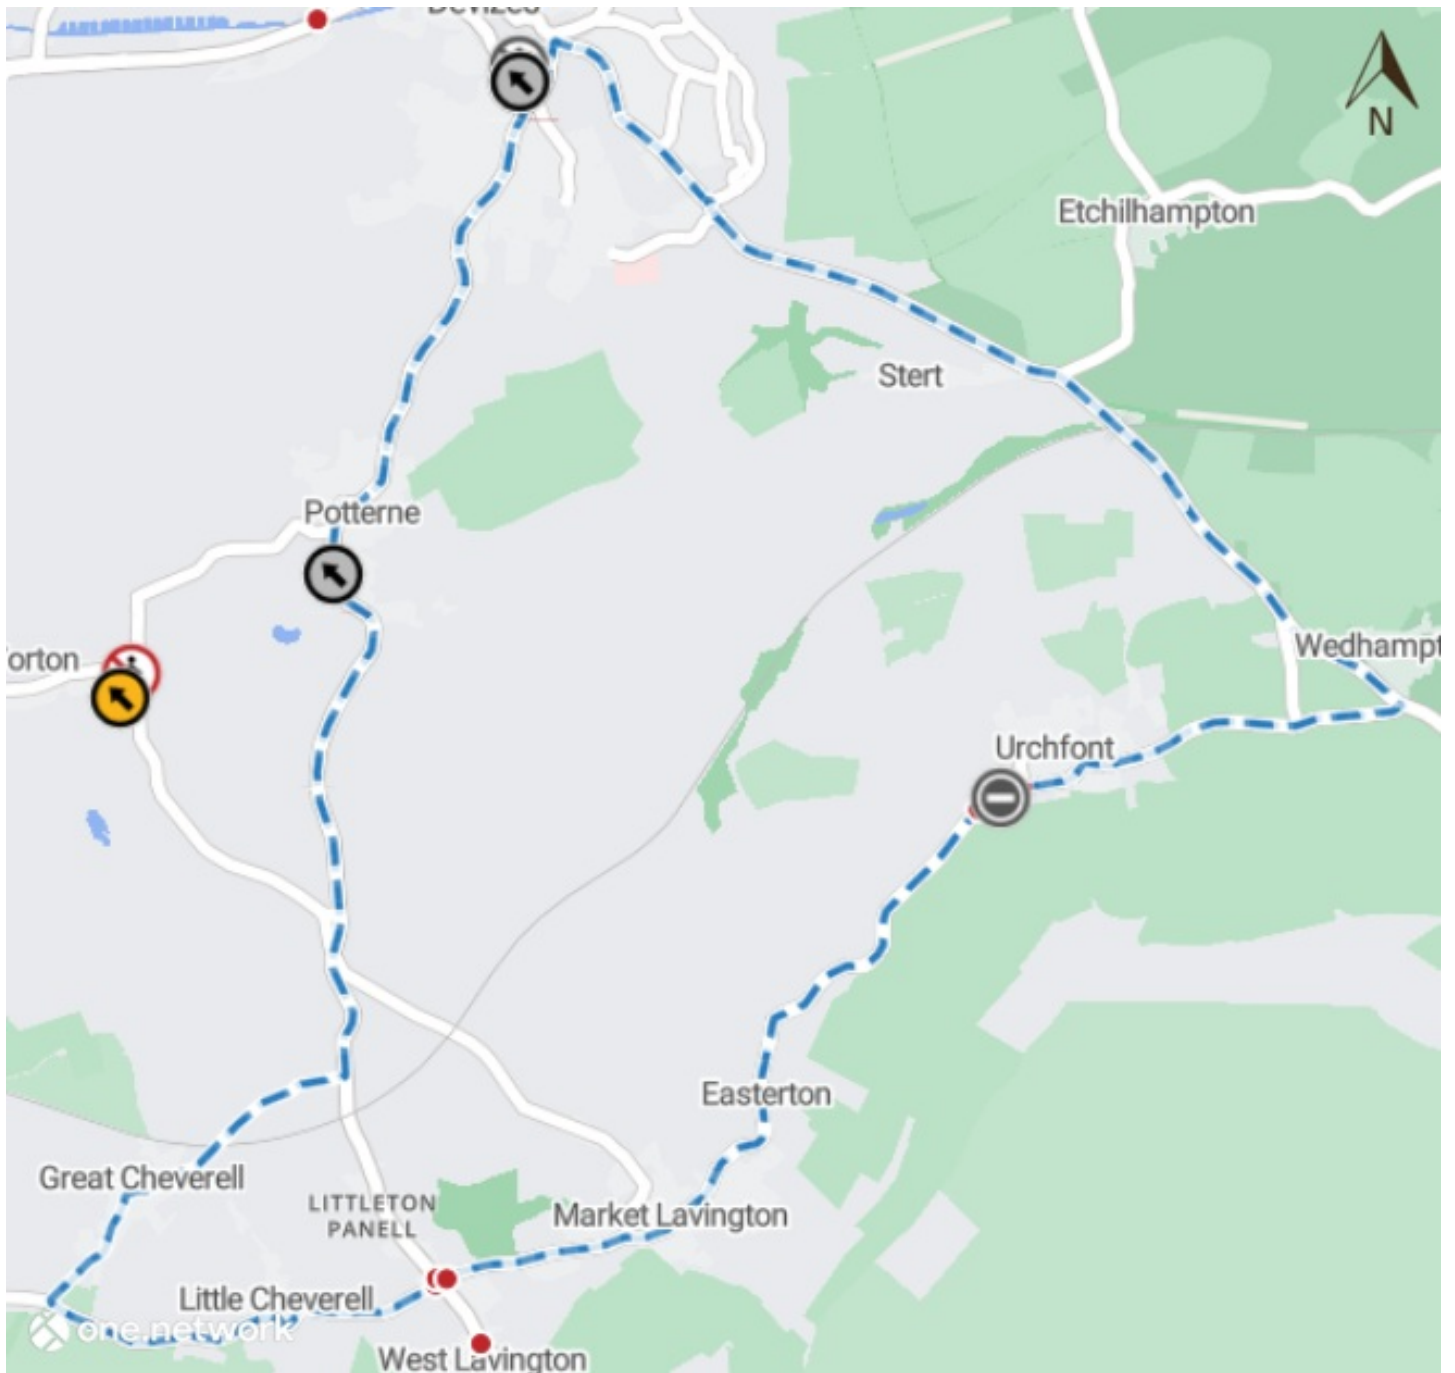 Devizes
N
Etchilhampton
Stert
Potterne
orton
Wedhampt
Urchfont
Easterton
Great Cheverell
LITTLETON
PANELL
Market Lavington
Little Cheverell
one.network
West Lavington